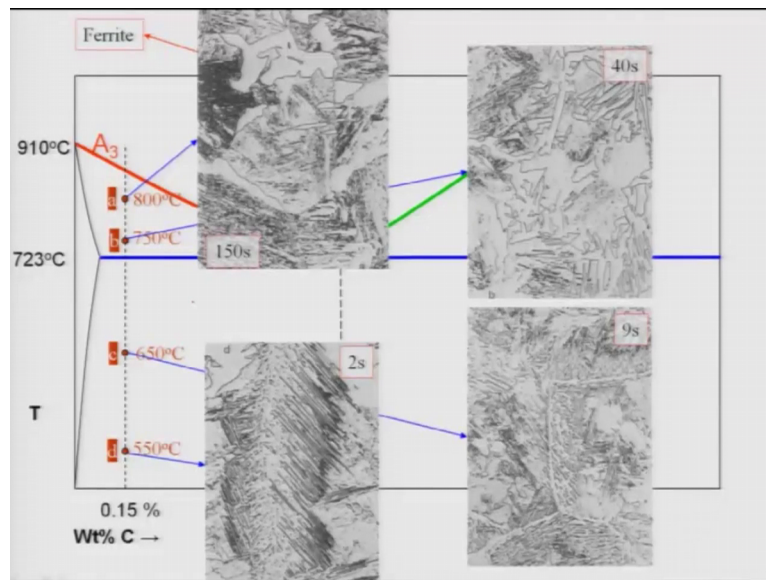 Ferrite
40s
910°C
A3
a 800°C
b 750°C
150s
723°C
b
9s
d
2s
c 650°C
T
d 550°C
0.15 %
Wt% C →